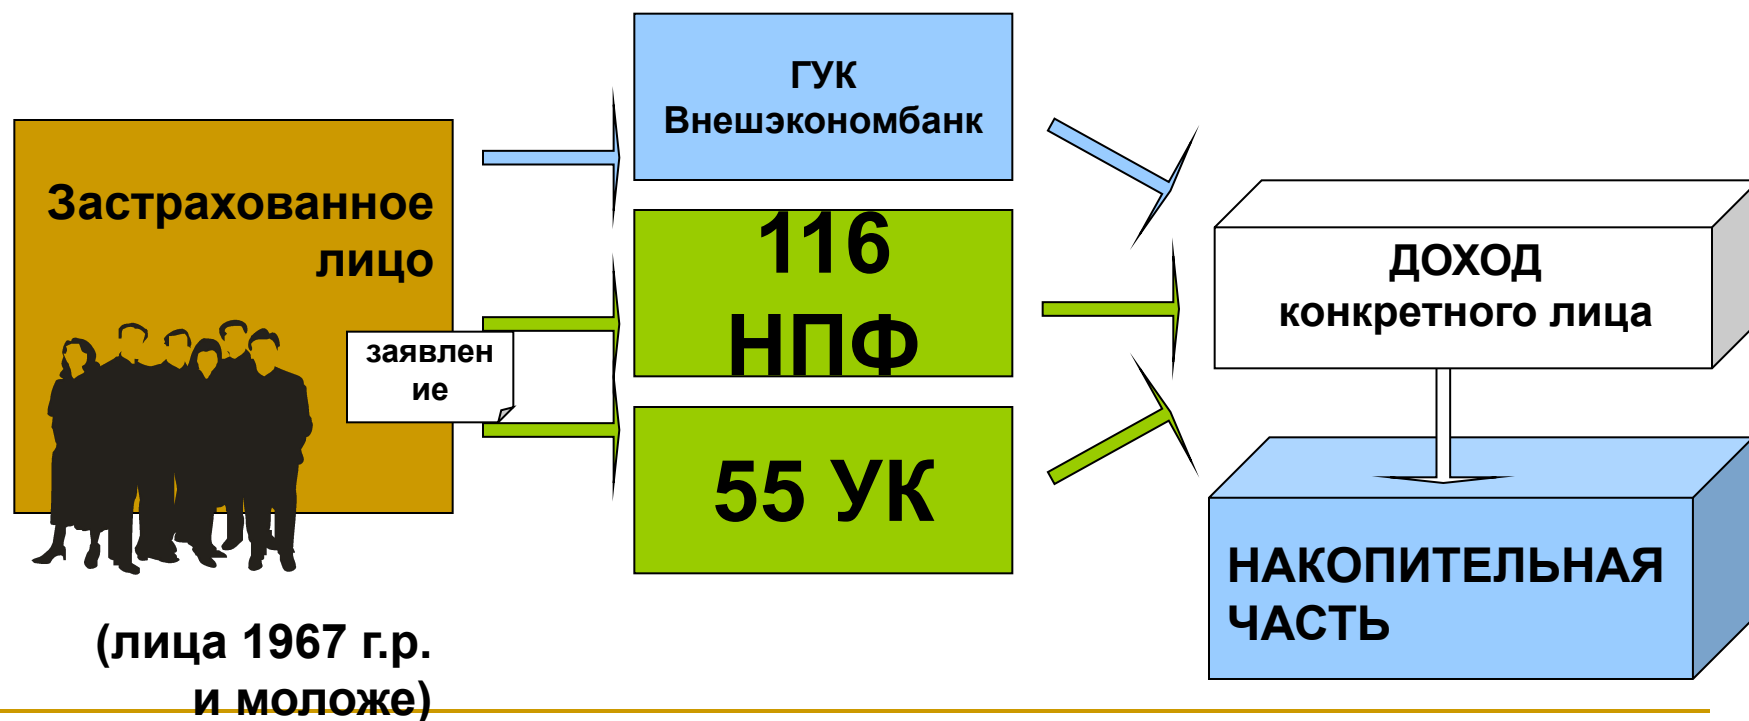 Застрахованное
лицо
заявлен
ие
(лица 1967 г.р.
и моложе)
ГУК
Внешэкономбанк
116
НПФ
55 УК
ДОХОД
конкретного лица
НАКОПИТЕЛЬНАЯ
ЧАСТЬ